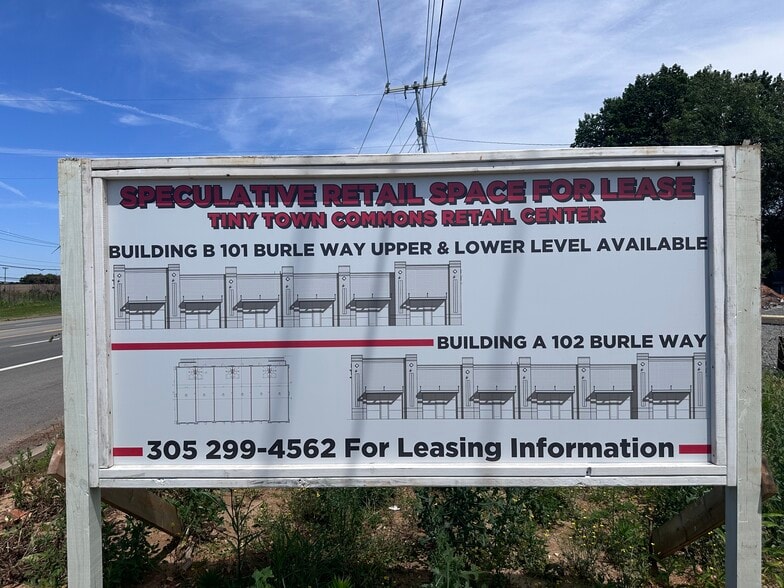 SPECULATIVE RETAIL SPACE FOR LEASE
TINY TOWN COMMONS RETAIL CENTER
BUILDING B 101 BURLE WAY UPPER & LOWER LEVEL AVAILABLE
BUILDING A 102 BURLE WAY
305 299-4562 For Leasing Information